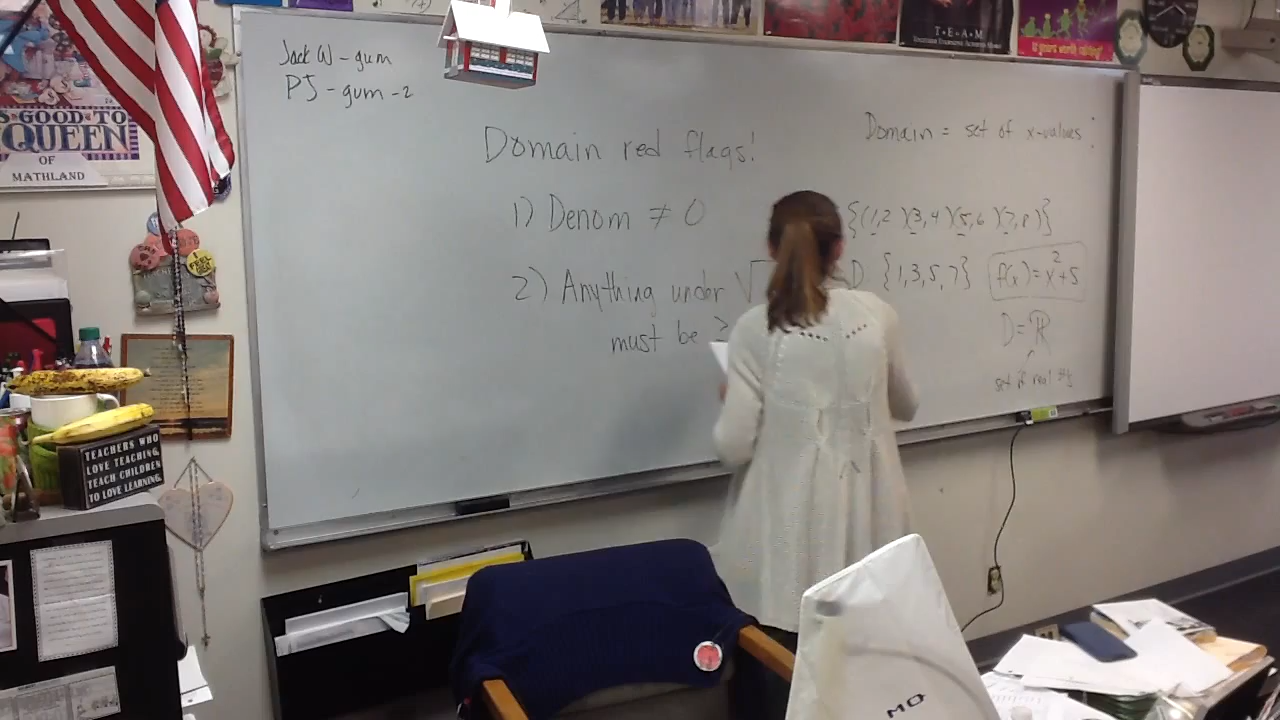 Jack W - gum
PJ - gum - 2
Domain red flags!
1) Denom ≠ 0
2) Anything under √
must be ≥
Domain = set of x-values
{(1,2)(3,4)(5,6)(7,8)}
D {1,3,5,7}
f(x) = x²+5
D = ℝ
set of real #s
GOOD TO
QUEEN
OF
MATHLAND
T·E·A·M
I FEEL
TEACHERS WHO
LOVE TEACHING,
TEACH CHILDREN
TO LOVE LEARNING.
MO